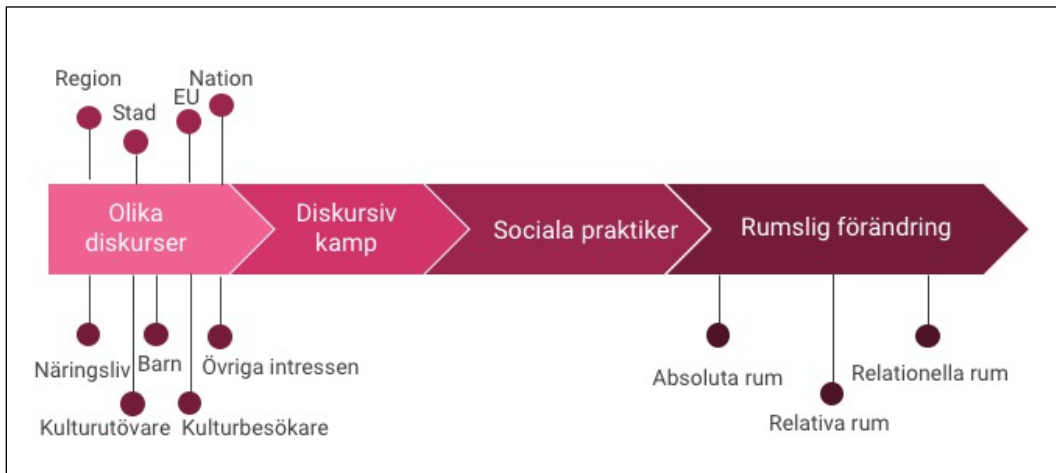 Region
Stad
EU
Nation
Olika
diskurser
Diskursiv
kamp
Sociala praktiker
Rumslig förändring
Näringsliv
Barn
Övriga intressen
Kulturutövare
Kulturbesökare
Absoluta rum
Relativa rum
Relationella rum